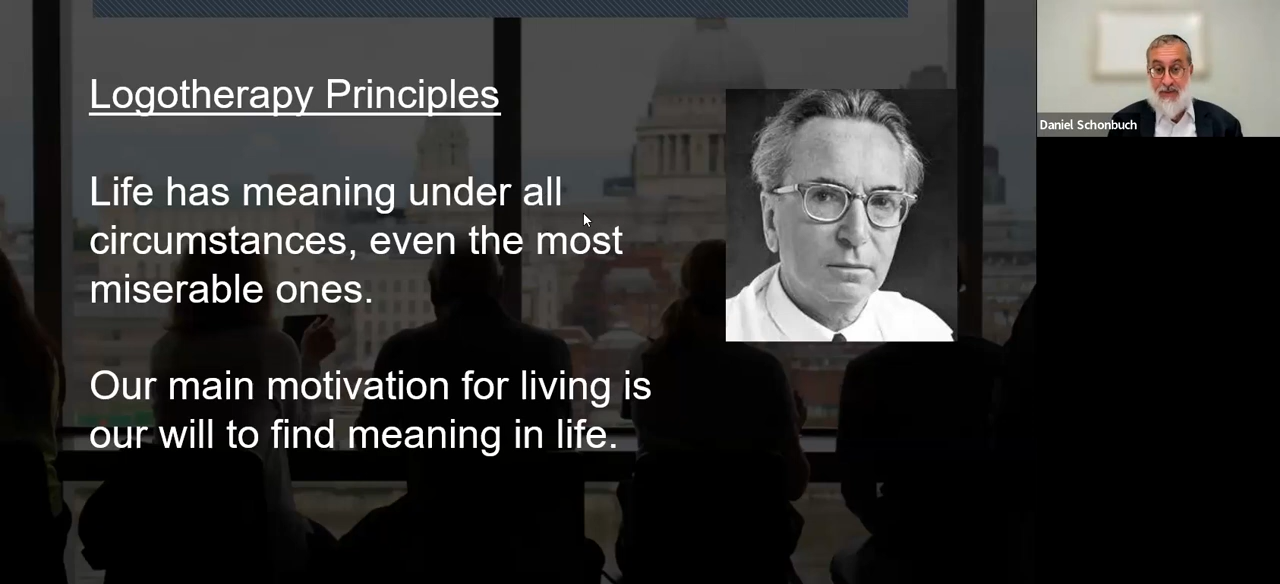 Logotherapy Principles
Life has meaning under all
circumstances, even the most
miserable ones.
Our main motivation for living is
our will to find meaning in life.
Daniel Schonbuch